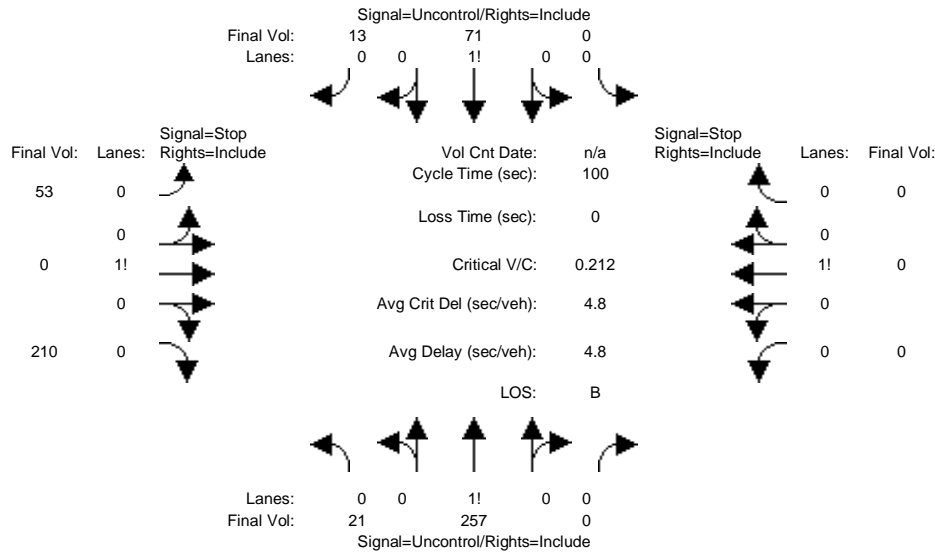 Signal=Uncontrol/Rights=Include
Final Vol: 13 71 0
Lanes: 0 0 1! 0 0
Signal=Stop
Final Vol: Lanes: Rights=Include
Vol Cnt Date: n/a
Signal=Stop
Rights=Include Lanes: Final Vol:
Cycle Time (sec): 100
53 0
0 0
Loss Time (sec): 0
0
0
0 1!
Critical V/C: 0.212
1! 0
0
Avg Crit Del (sec/veh): 4.8
0
210 0
Avg Delay (sec/veh): 4.8
0 0
LOS: B
Lanes: 0 0 1! 0 0
Final Vol: 21 257 0
Signal=Uncontrol/Rights=Include